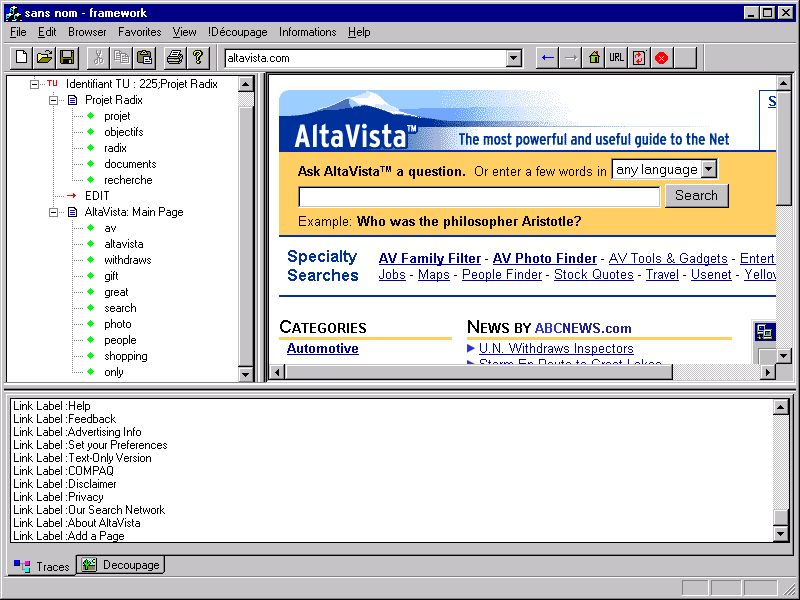 sans nom - framework
File Edit Browser Favorites View !Découpage Informations Help
altavista.com
URL
TU Identifiant TU : 225;Projet Radix
Projet Radix
projet
objectifs
radix
documents
recherche
EDIT
AltaVista: Main Page
av
altavista
withdraws
gift
great
search
photo
people
shopping
only
AltaVista™ The most powerful and useful guide to the Net
S
Ask AltaVista™ a question. Or enter a few words in any language
Search
Example: Who was the philosopher Aristotle?
Specialty Searches
AV Family Filter - AV Photo Finder - AV Tools & Gadgets - Entert
Jobs - Maps - People Finder - Stock Quotes - Travel - Usenet - Yellov
CATEGORIES
Automotive
NEWS BY ABCNEWS.com
U.N. Withdraws Inspectors
Storm En Route to Great Lakes
Link Label :Help
Link Label :Feedback
Link Label :Advertising Info
Link Label :Set your Preferences
Link Label :Text-Only Version
Link Label :COMPAQ
Link Label :Disclaimer
Link Label :Privacy
Link Label :Our Search Network
Link Label :About AltaVista
Link Label :Add a Page
Traces Decoupage